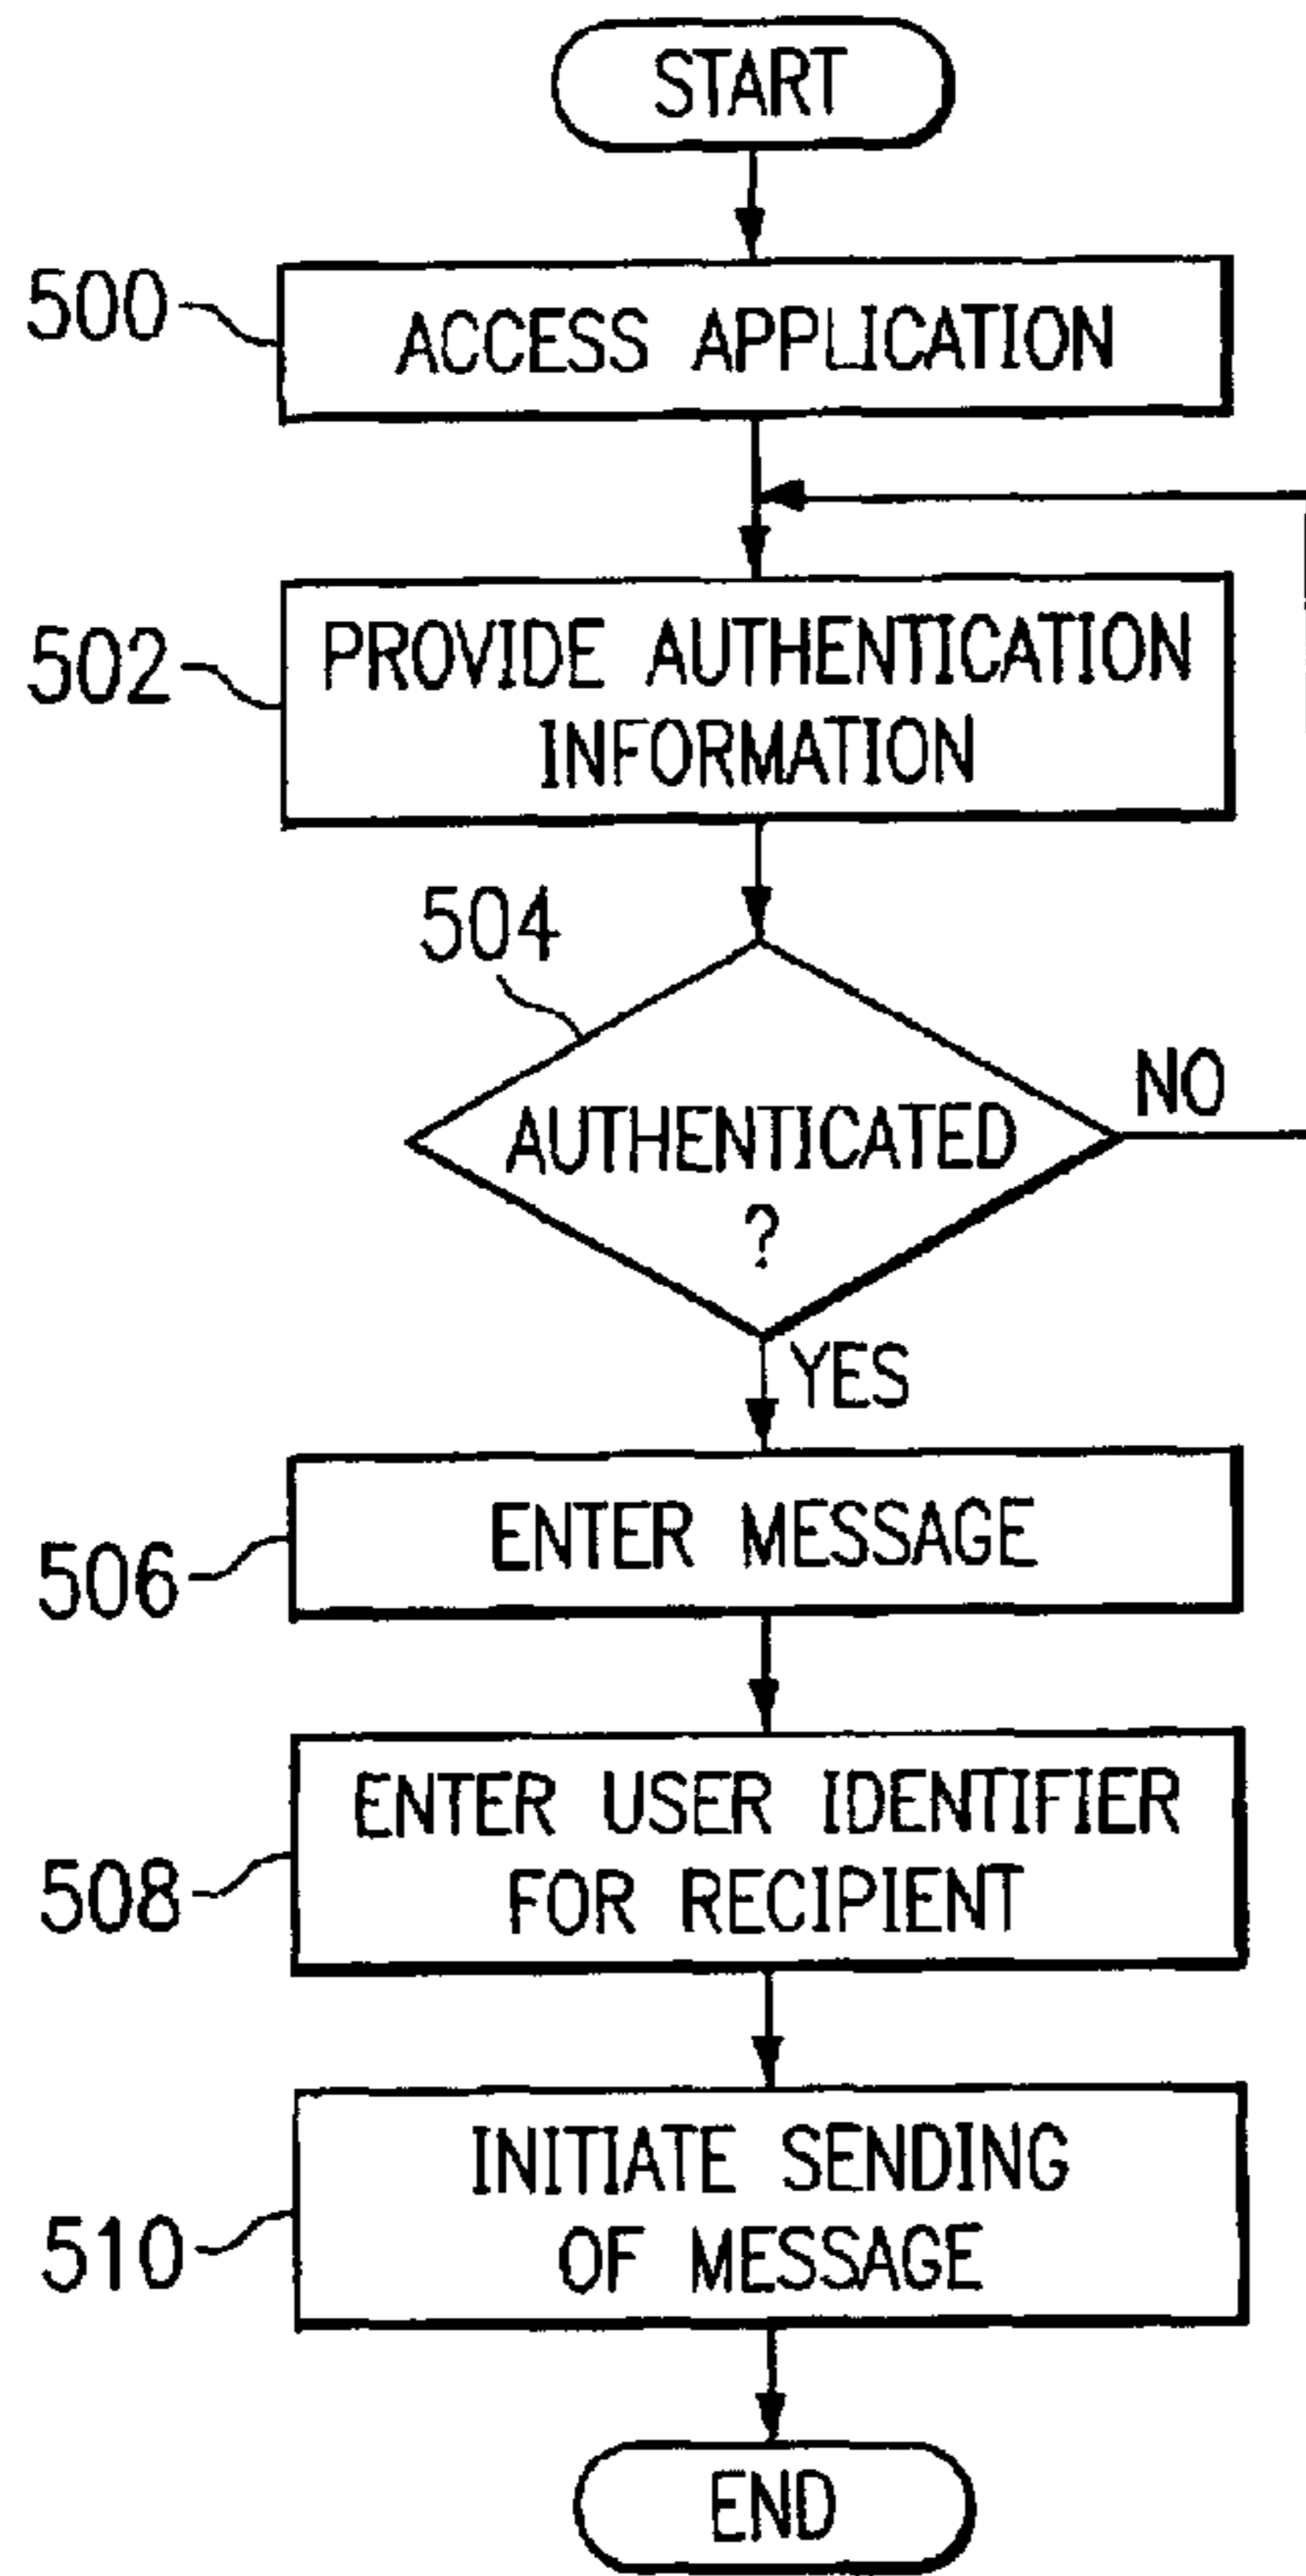 START
500
ACCESS APPLICATION
502
PROVIDE AUTHENTICATION
INFORMATION
504
AUTHENTICATED
?
NO
YES
506
ENTER MESSAGE
508
ENTER USER IDENTIFIER
FOR RECIPIENT
510
INITIATE SENDING
OF MESSAGE
END